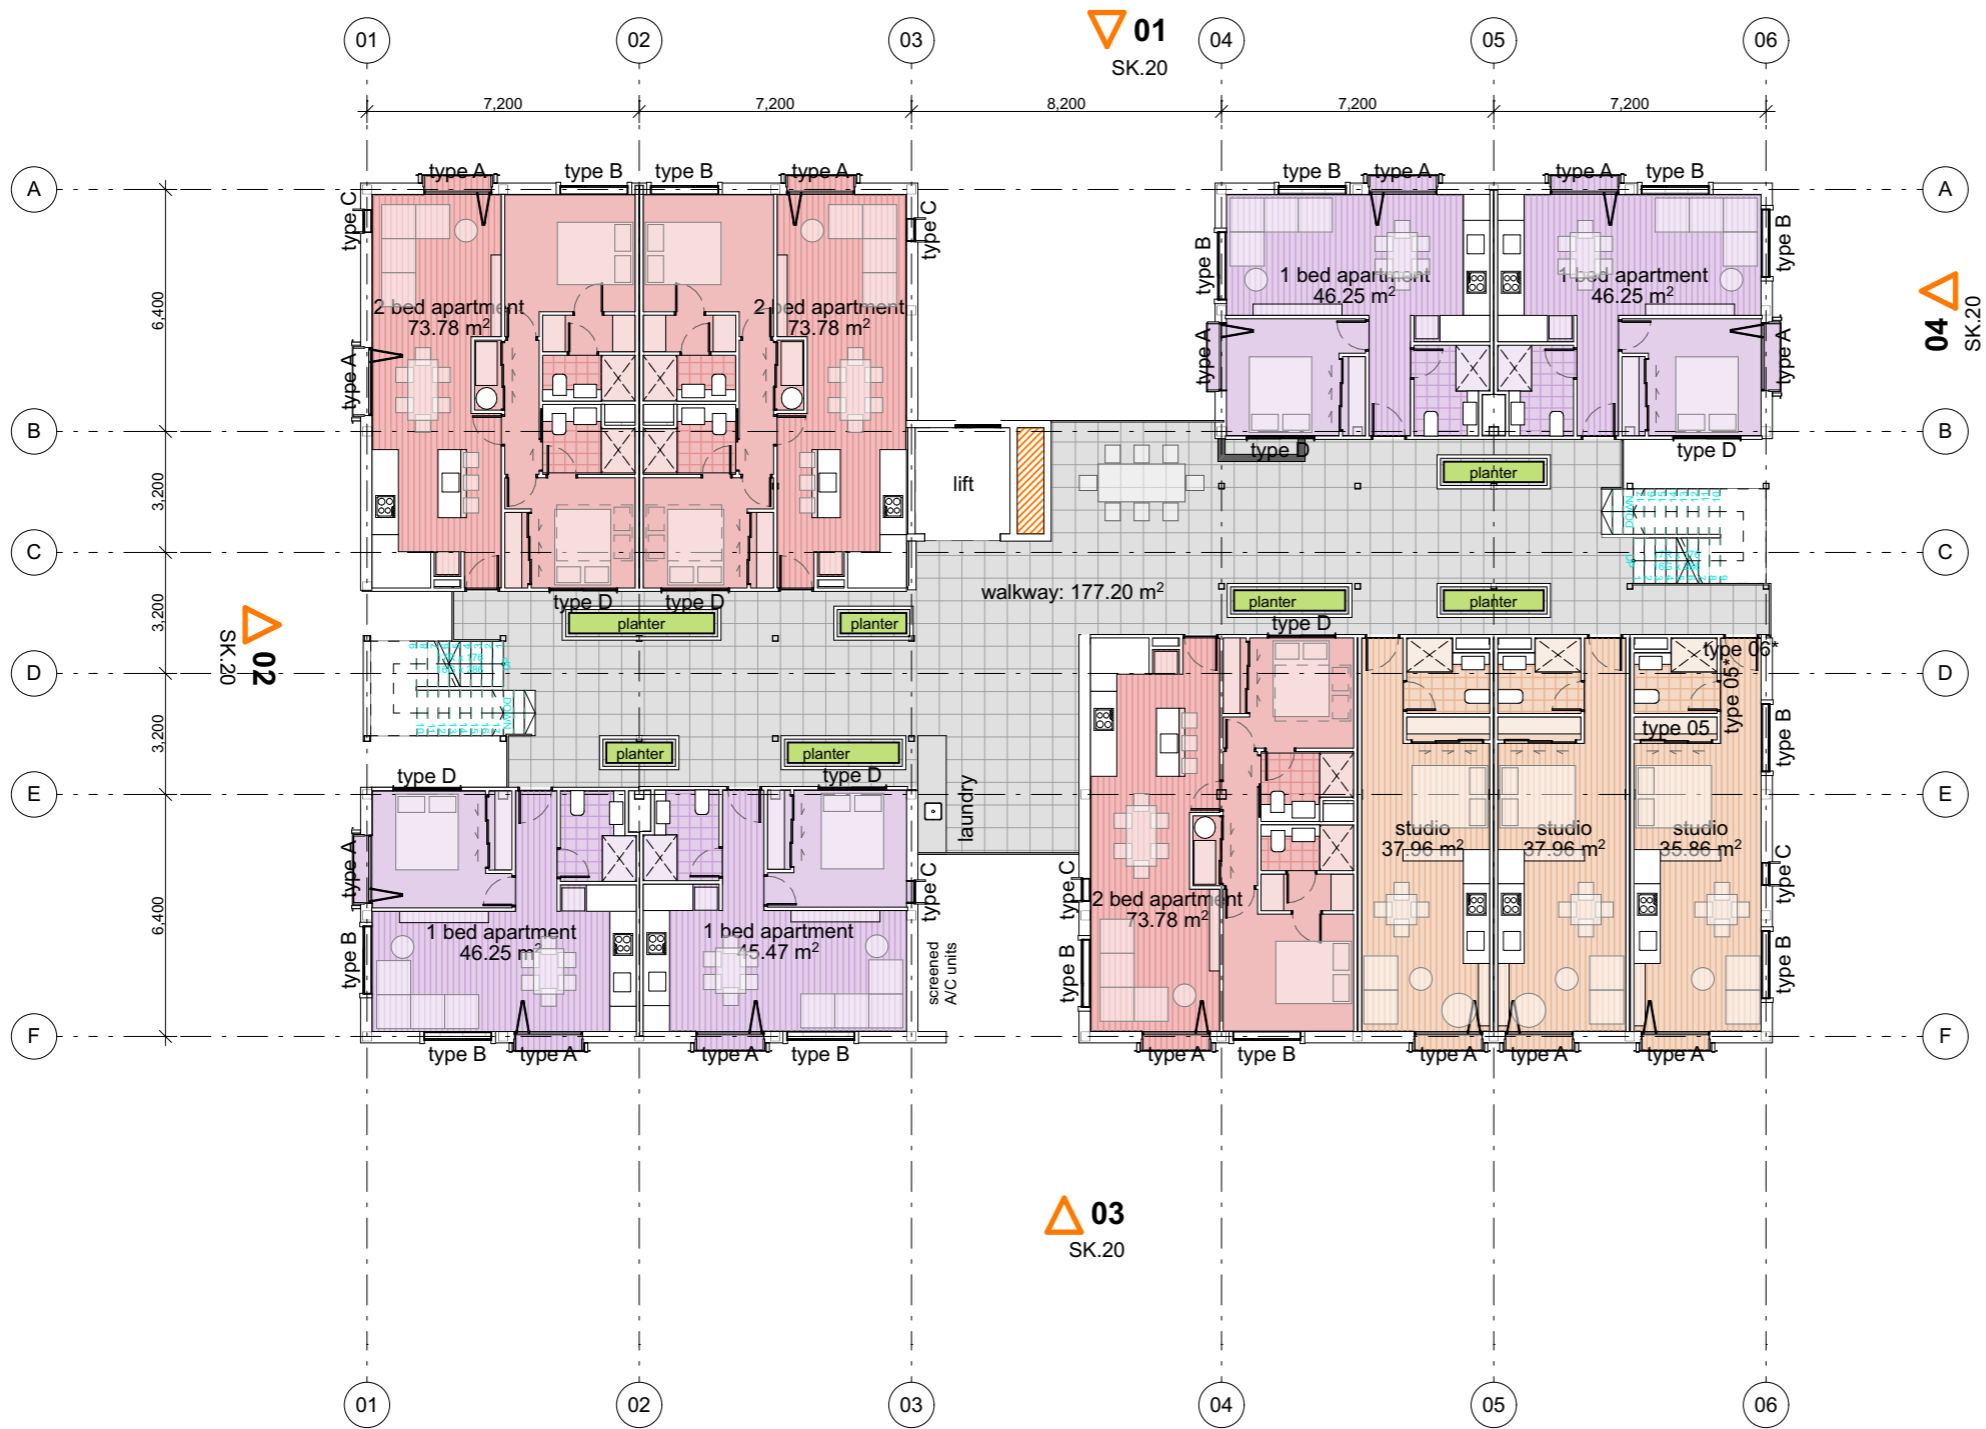 01
02
03
04
05
06
01
SK.20
7,200
7,200
8,200
7,200
7,200
A
A
type A
type B
type B
type A
type B
type A
type A
type B
type C
type C
type B
type B
6,400
2 bed apartment
73.78 m²
2 bed apartment
73.78 m²
1 bed apartment
46.25 m²
1 bed apartment
46.25 m²
04
SK.20
type A
type A
type A
B
B
type D
type D
3,200
lift
planter
DOWN
UP
C
C
walkway: 177.20 m²
planter
planter
type D
type D
planter
planter
type D
3,200
02
SK.20
UP
DOWN
D
D
type 06*
type 05*
type 05
type B
3,200
planter
planter
type D
type D
E
E
laundry
type A
type C
type C
type C
studio
37.96 m²
studio
37.96 m²
studio
35.86 m²
2 bed apartment
73.78 m²
6,400
1 bed apartment
46.25 m²
1 bed apartment
45.47 m²
type B
screened
A/C units
type B
type B
F
F
type B
type A
type A
type B
type A
type B
type A
type A
type A
03
SK.20
01
02
03
04
05
06